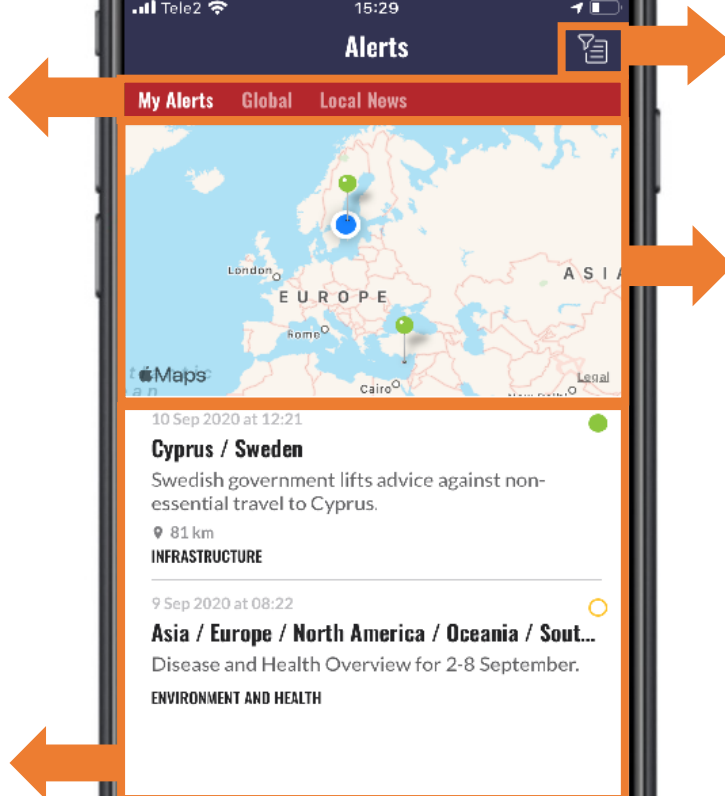 Tele2
15:29
Alerts
My Alerts Global Local News
London
EUROPE
ASIA
Rome
Maps
Cairo
Legal
10 Sep 2020 at 12:21
Cyprus / Sweden
Swedish government lifts advice against non-
essential travel to Cyprus.
81 km
INFRASTRUCTURE
9 Sep 2020 at 08:22
Asia / Europe / North America / Oceania / Sout...
Disease and Health Overview for 2-8 September.
ENVIRONMENT AND HEALTH